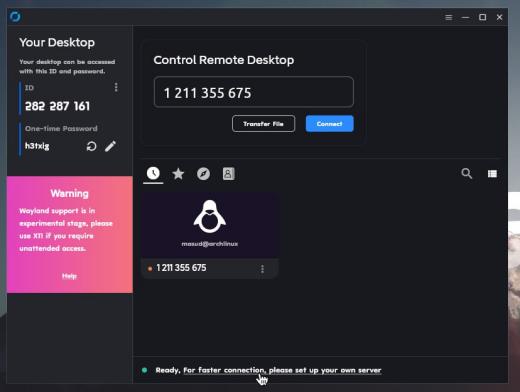 Your Desktop
Your desktop can be accessed
with this ID and password.
ID
282 287 161
One-time Password
h3txig
Warning
Wayland support is in
experimental stage, please
use X11 if you require
unattended access.
Help
Control Remote Desktop
1 211 355 675
Transfer File
Connect
masud@archlinux
1 211 355 675
Ready, For faster connection, please set up your own server